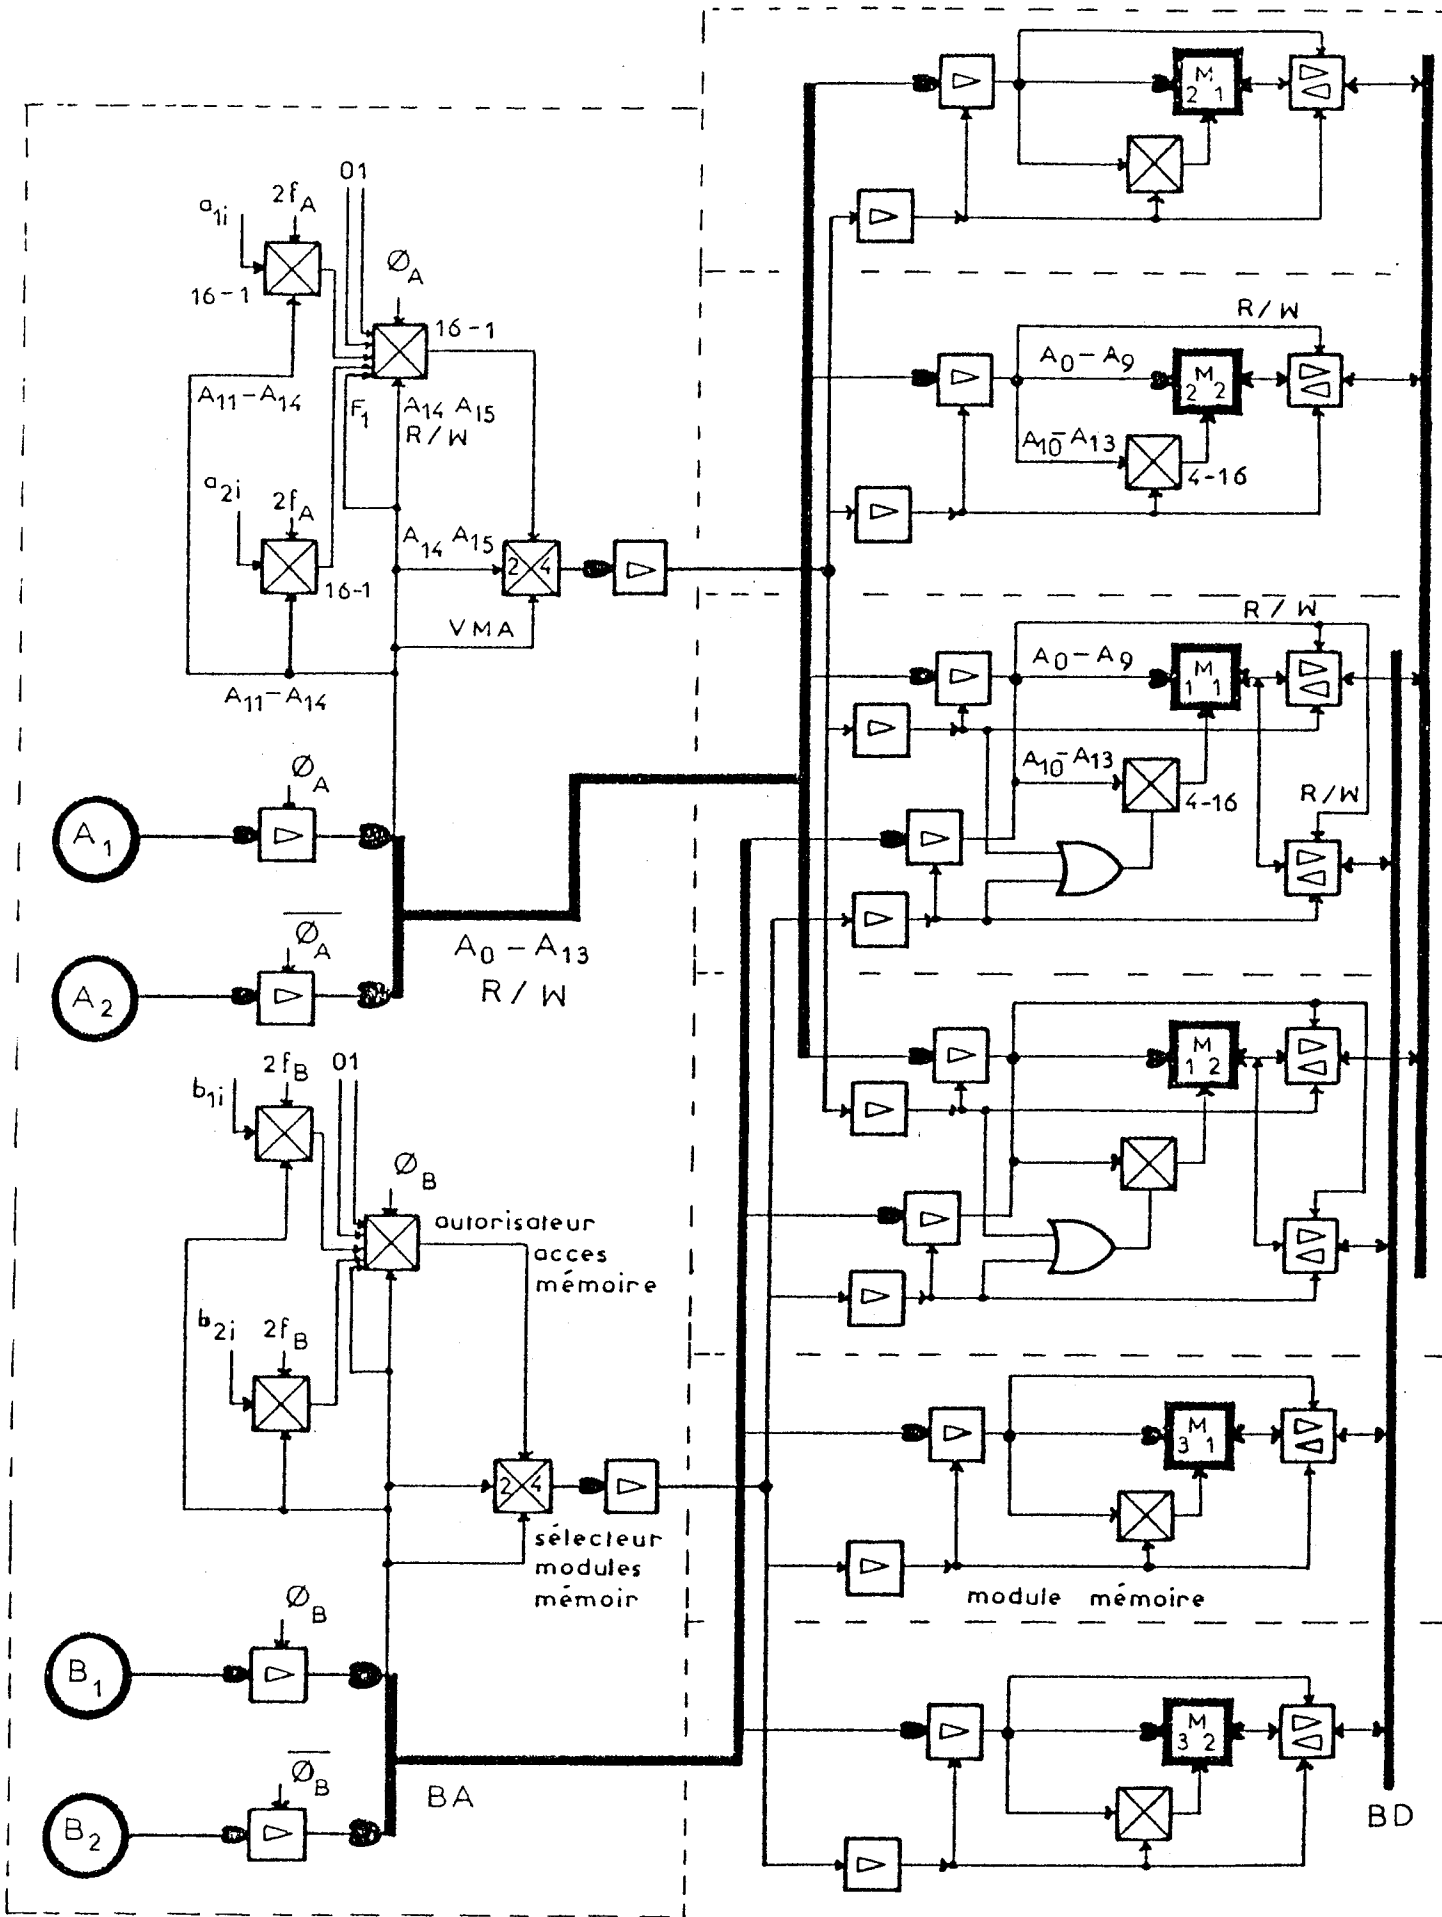 01
a1i
2fA
ØA
16-1
16-1
A11-A14
F1
A14 A15
R/W
a2i
2fA
A14 A15
2 4
16-1
VMA
A11-A14
ØA
A1
ØA
A2
A0-A13
R/W
2fB
01
b1i
ØB
autorisateur
accès
mémoire
b2i
2fB
2 4
sélecteur
modules
mémoir
ØB
B1
ØB
B2
BA
M
2 1
R/W
A0-A9
M
2 2
A10-A13
4-16
R/W
A0-A9
M
1 1
A10-A13
4-16
R/W
M
1 2
M
3 1
module mémoire
M
3 2
BD